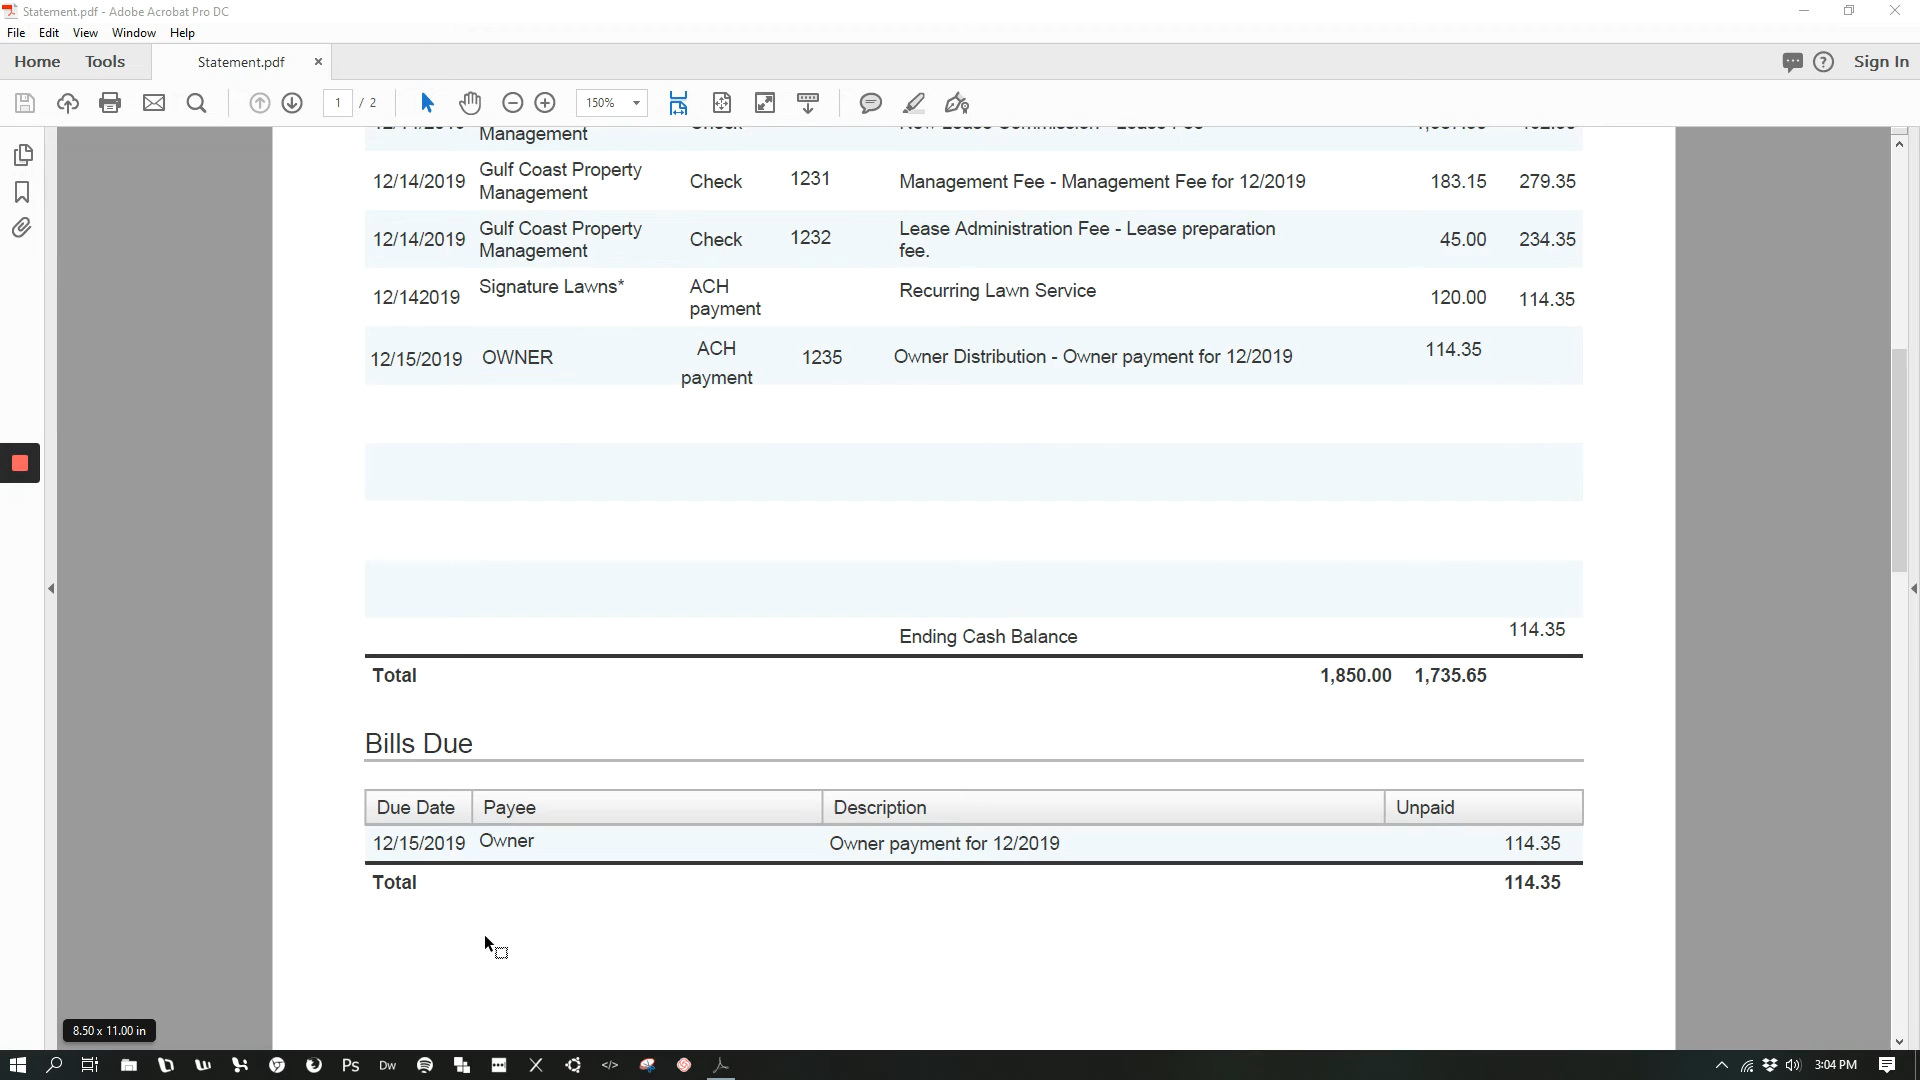 Statement.pdf - Adobe Acrobat Pro DC
File Edit View Window Help
Home Tools Statement.pdf × Sign In
1 / 2 150%
Management
12/14/2019 Gulf Coast Property Management Check 1231 Management Fee - Management Fee for 12/2019 183.15 279.35
12/14/2019 Gulf Coast Property Management Check 1232 Lease Administration Fee - Lease preparation fee. 45.00 234.35
12/142019 Signature Lawns* ACH payment Recurring Lawn Service 120.00 114.35
12/15/2019 OWNER ACH payment 1235 Owner Distribution - Owner payment for 12/2019 114.35
Ending Cash Balance 114.35
Total 1,850.00 1,735.65
Bills Due
Due Date Payee Description Unpaid
12/15/2019 Owner Owner payment for 12/2019 114.35
Total 114.35
8.50 x 11.00 in
Ps Dw 3:04 PM